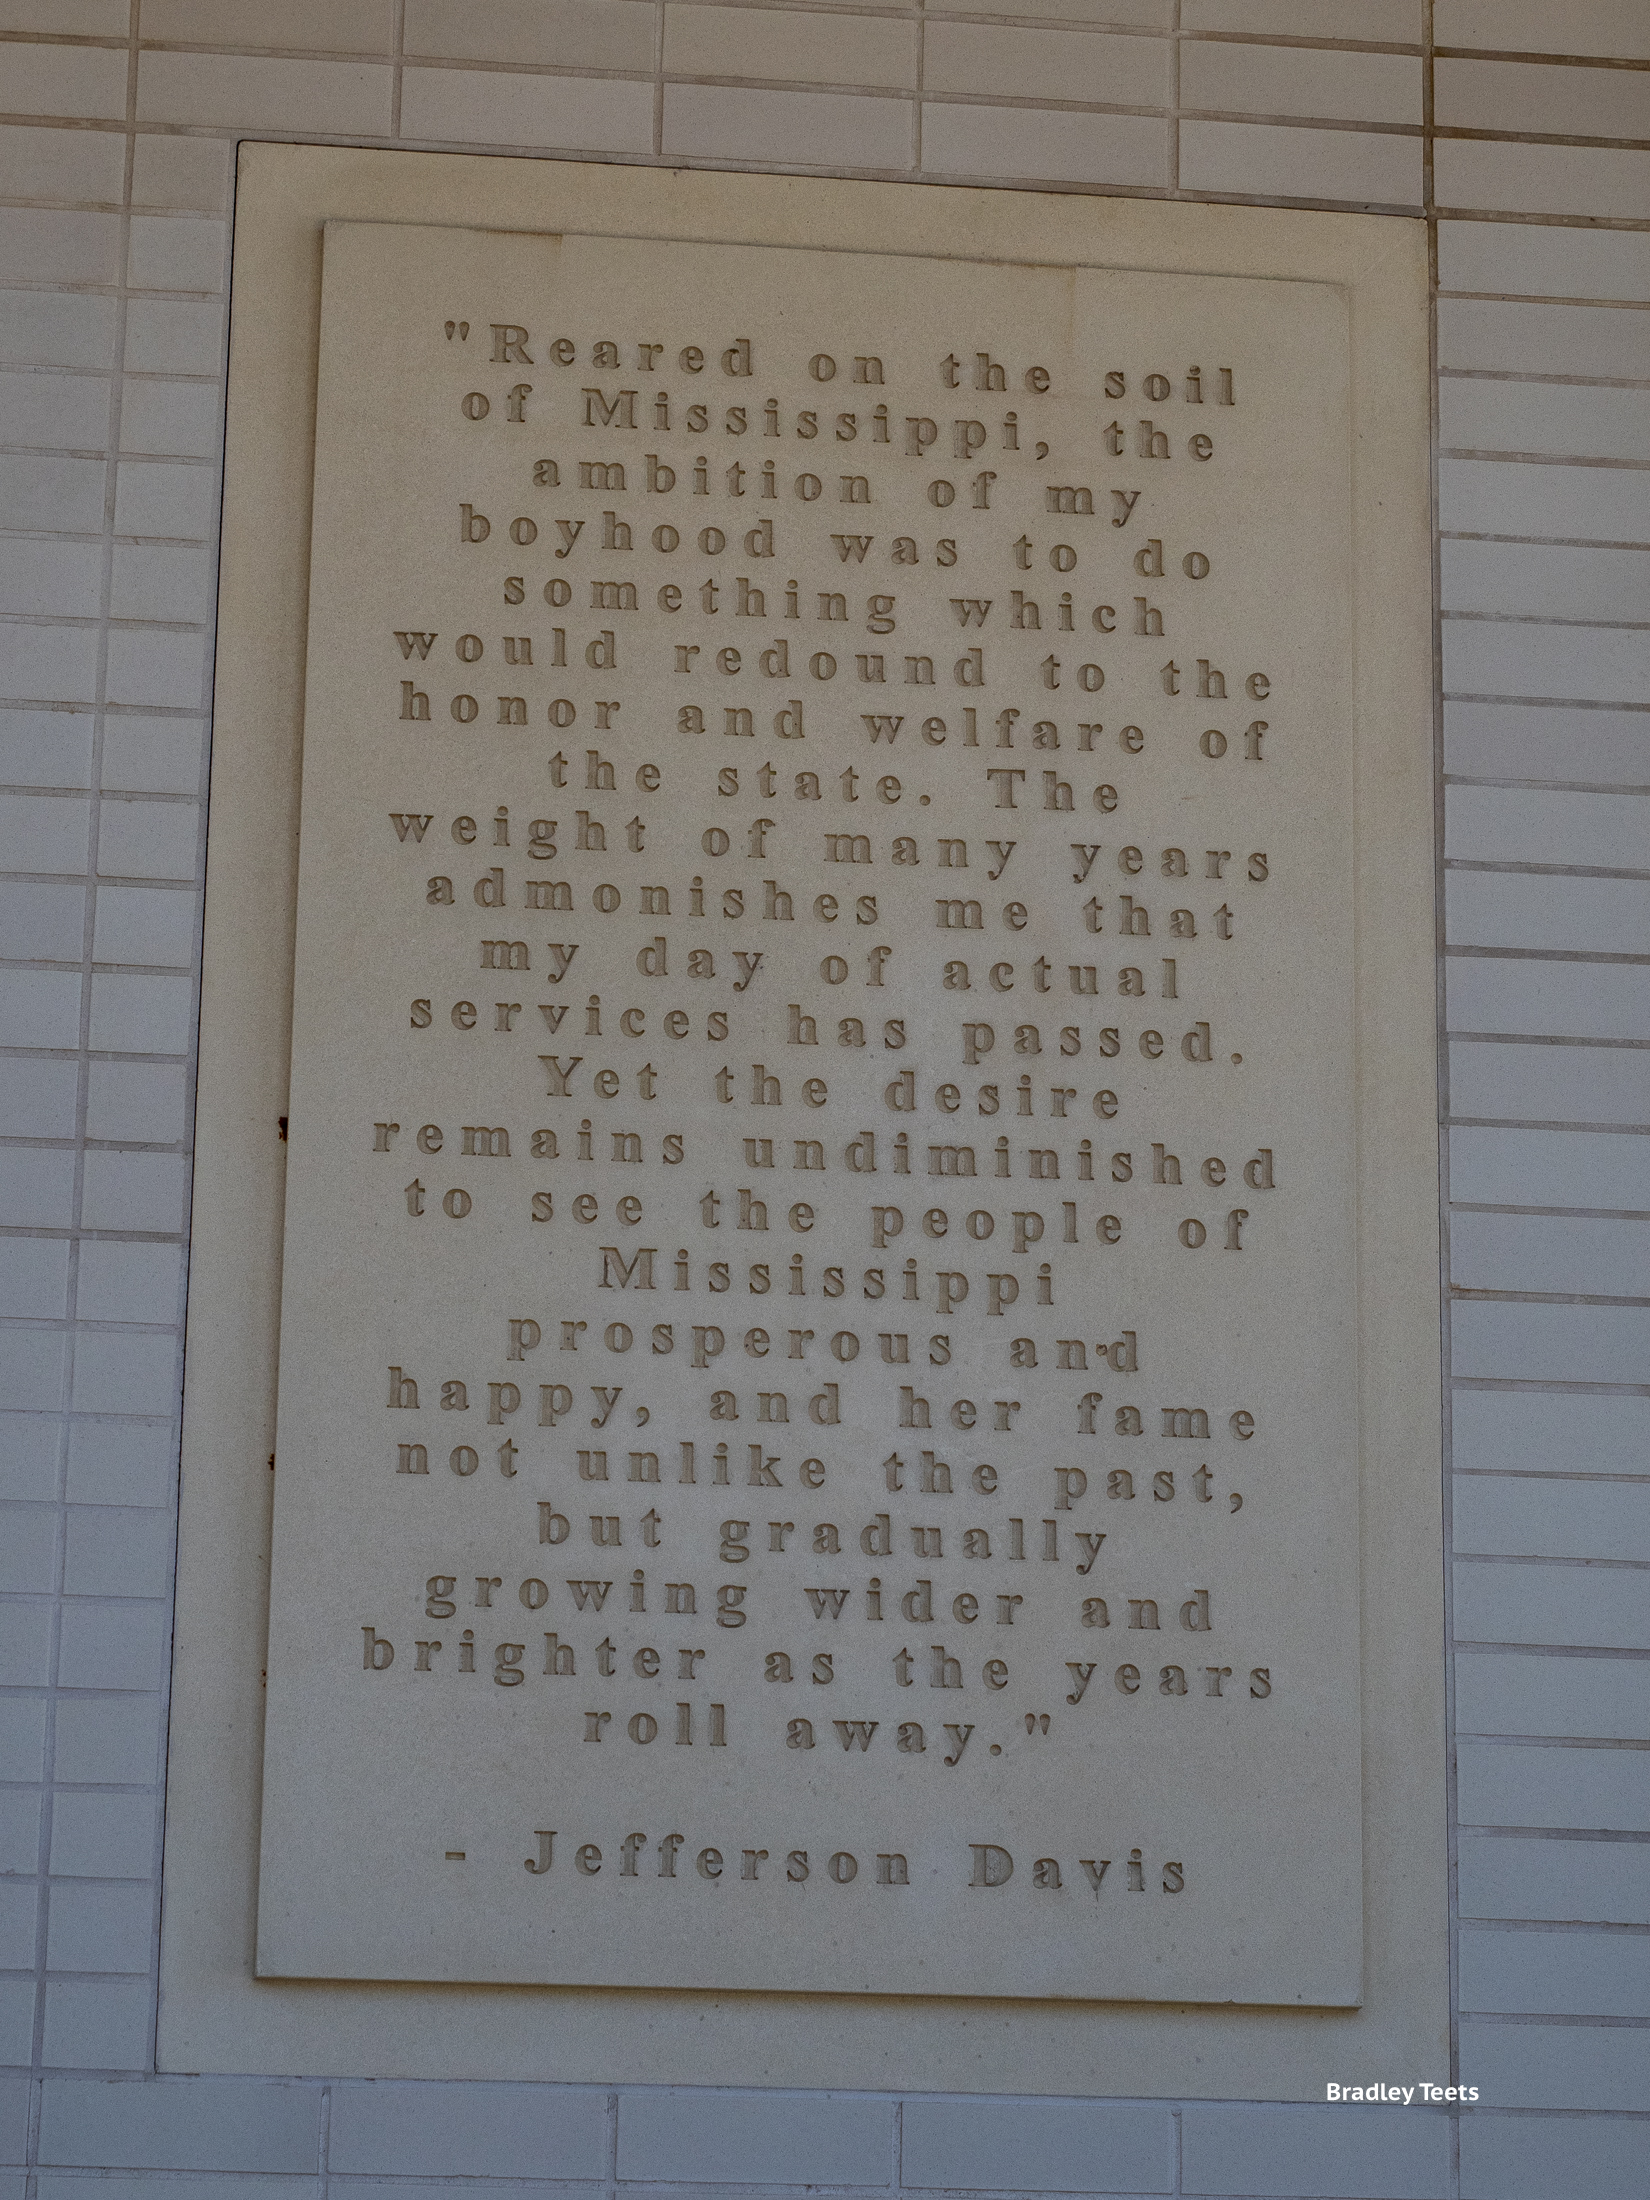 "Reared on the soil
of Mississippi, the
ambition of my
boyhood was to do
something which
would redound to the
honor and welfare of
the state. The
weight of many years
admonishes me that
my day of actual
services has passed.
Yet the desire
remains undiminished
to see the people of
Mississippi
prosperous and
happy, and her fame
not unlike the past,
but gradually
growing wider and
brighter as the years
roll away."
- Jefferson Davis
Bradley Teets